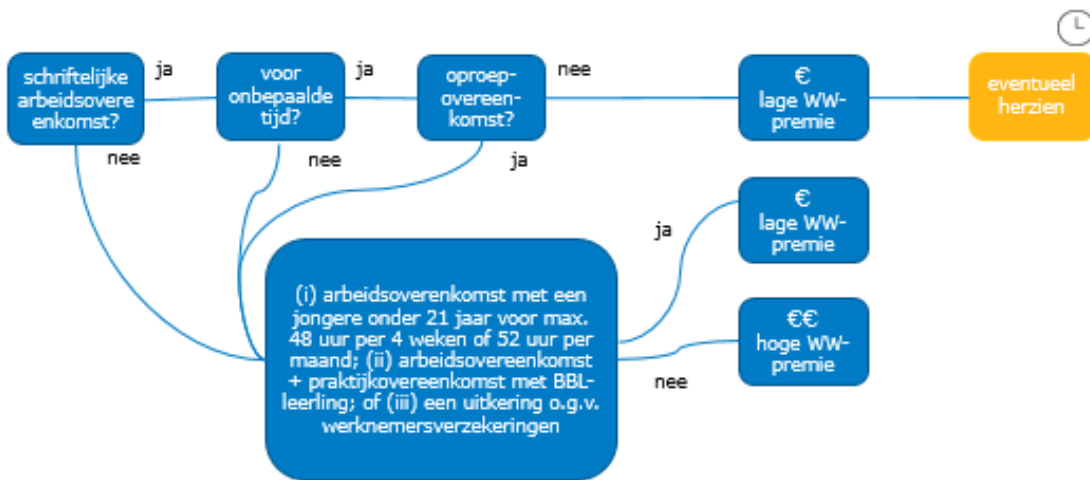 schriftelijke
arbeidsovere
enkomst?
ja
nee
voor
onbepaalde
tijd?
ja
nee
oproep-
overeen-
komst?
nee
ja
€
lage WW-
premie
eventueel
herzien
(i) arbeidsoverenkomst met een
jongere onder 21 jaar voor max.
48 uur per 4 weken of 52 uur per
maand; (ii) arbeidsovereenkomst
+ praktijkovereenkomst met BBL-
leerling; of (iii) een uitkering o.g.v.
werknemersverzekeringen
ja
€
lage WW-
premie
nee
€€
hoge WW-
premie